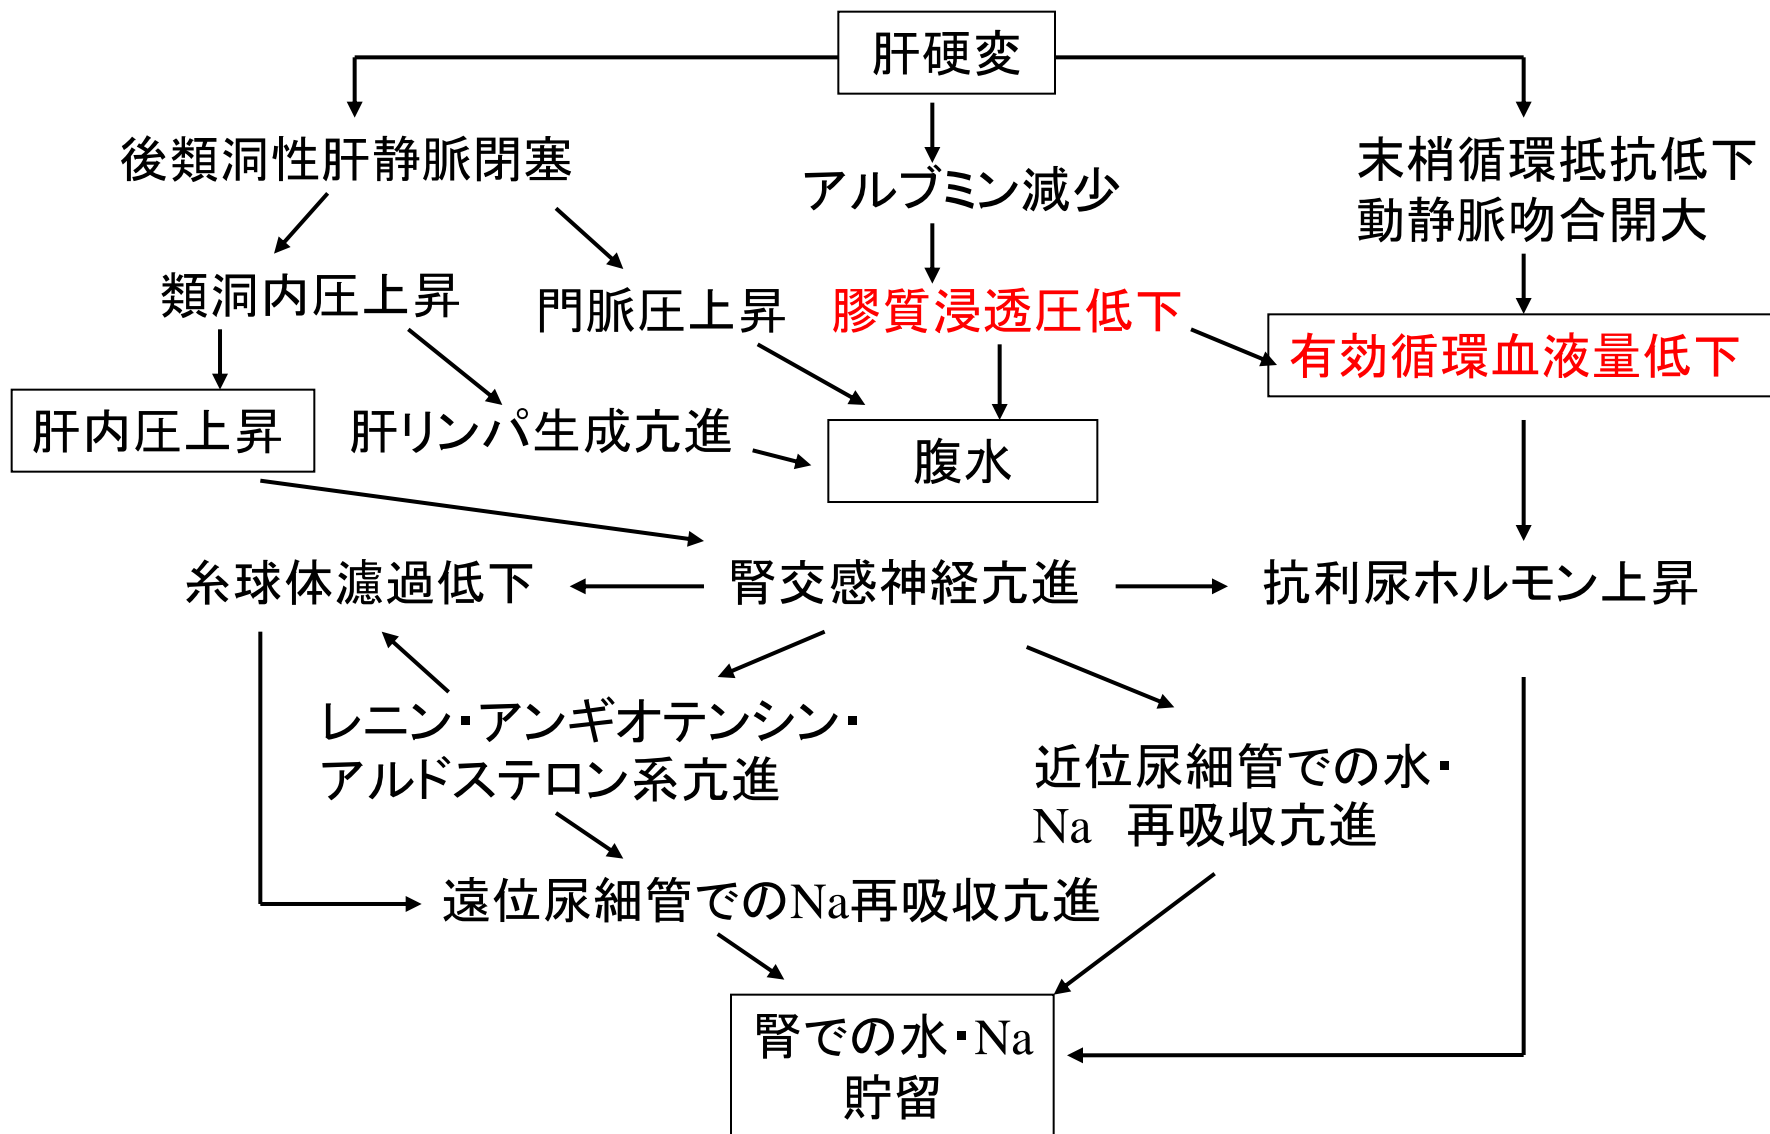 肝硬変
後類洞性肝静脈閉塞
アルブミン減少
末梢循環抵抗低下
動静脈吻合開大
類洞内圧上昇
門脈圧上昇
膠質浸透圧低下
有効循環血液量低下
肝内圧上昇
肝リンパ生成亢進
腹水
糸球体濾過低下
腎交感神経亢進
抗利尿ホルモン上昇
レニン・アンギオテンシン・
アルドステロン系亢進
近位尿細管での水・
Na 再吸収亢進
遠位尿細管でのNa再吸収亢進
腎での水・Na
貯留